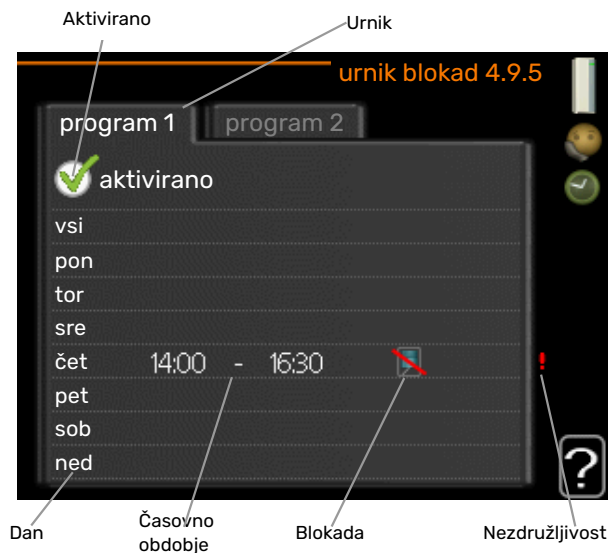 Aktivirano
Urnik
urnik blokad 4.9.5
program 1
program 2
aktivirano
vsi
pon
tor
sre
čet 14:00 - 16:30 !
pet
sob
ned
?
Dan
Časovno
obdobje
Blokada
Nezdružljivost